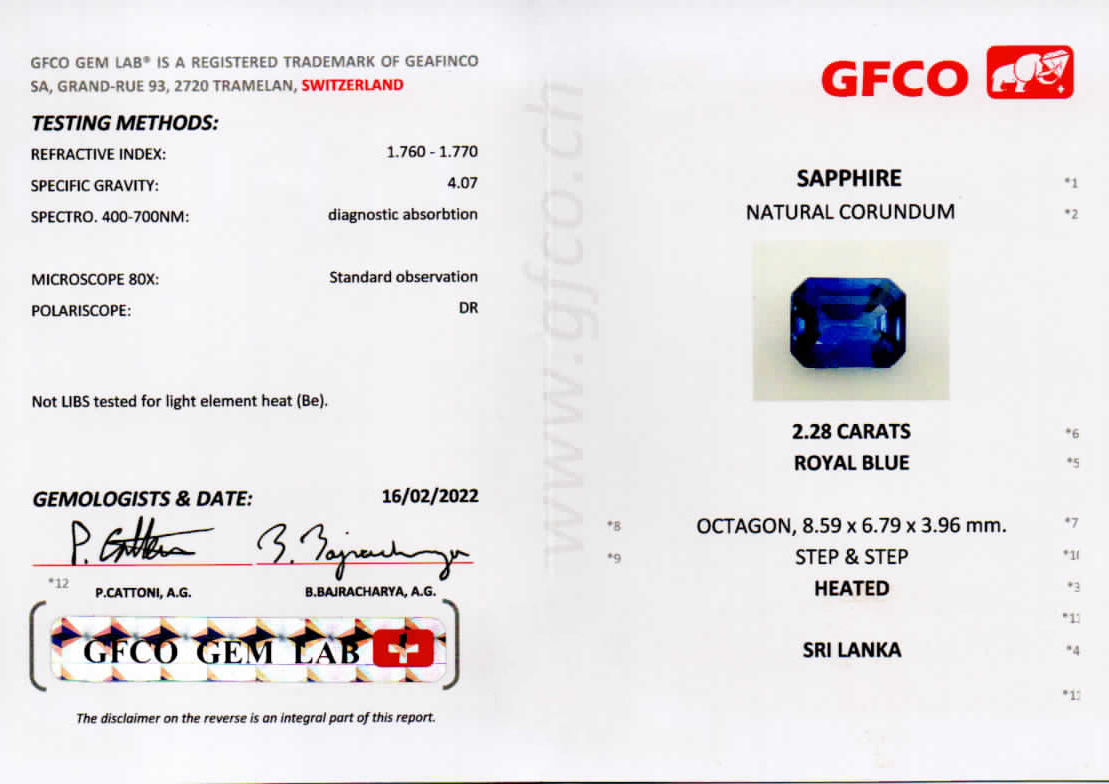 GFCO GEM LAB® IS A REGISTERED TRADEMARK OF GEAFINCO
SA, GRAND-RUE 93, 2720 TRAMELAN, SWITZERLAND
TESTING METHODS:
REFRACTIVE INDEX: 1.760 - 1.770
SPECIFIC GRAVITY: 4.07
SPECTRO. 400-700NM: diagnostic absorbtion
MICROSCOPE 80X: Standard observation
POLARISCOPE: DR
Not LIBS tested for light element heat (Be).
GEMOLOGISTS & DATE: 16/02/2022
P. Cattoni B. Bajracharya
*12
P.CATTONI, A.G. B.BAJRACHARYA, A.G.
GFCO GEM LAB
The disclaimer on the reverse is an integral part of this report.
www.gfco.ch
GFCO
SAPPHIRE *1
NATURAL CORUNDUM *2
2.28 CARATS *6
ROYAL BLUE *5
*8 OCTAGON, 8.59 x 6.79 x 3.96 mm. *7
*9 STEP & STEP
HEATED *3
SRI LANKA *4